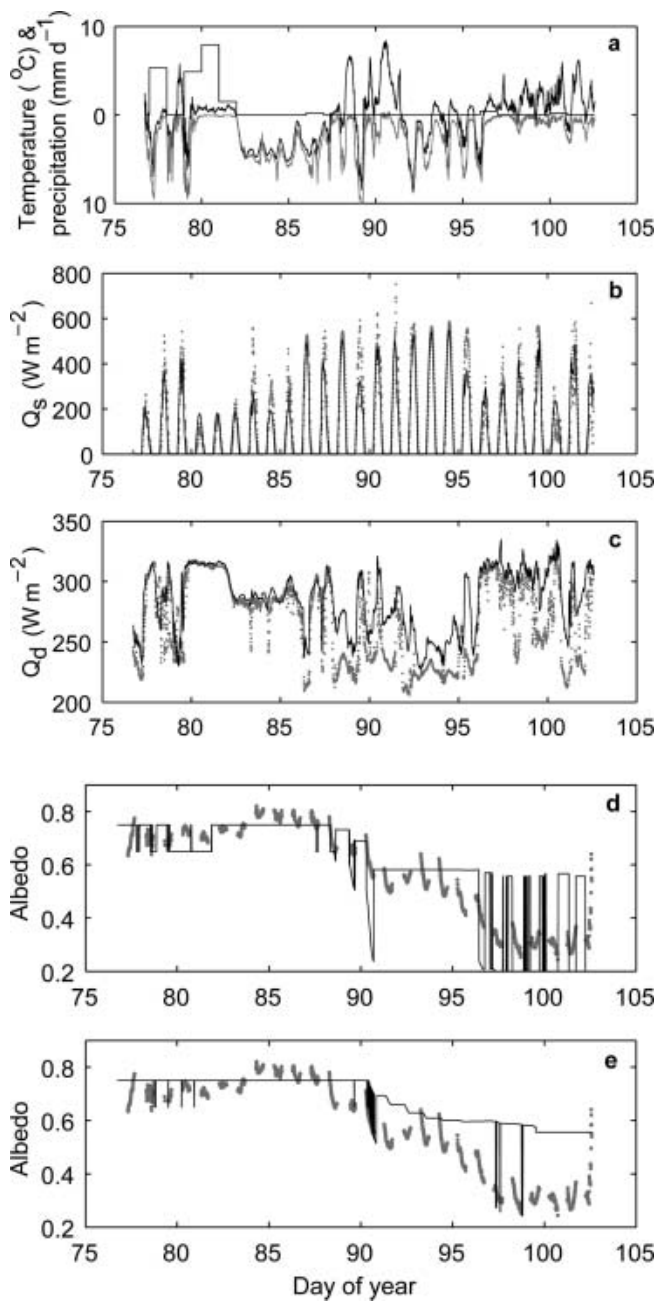 Temperature (°C) &
precipitation (mm d⁻¹)
10
0
10
a
75 80 85 90 95 100 105
Qs (W m⁻²)
800
600
400
200
0
b
75 80 85 90 95 100 105
Qd (W m⁻²)
350
300
250
200
c
75 80 85 90 95 100 105
Albedo
0.8
0.6
0.4
0.2
d
75 80 85 90 95 100 105
Albedo
0.8
0.6
0.4
0.2
e
75 80 85 90 95 100 105
Day of year